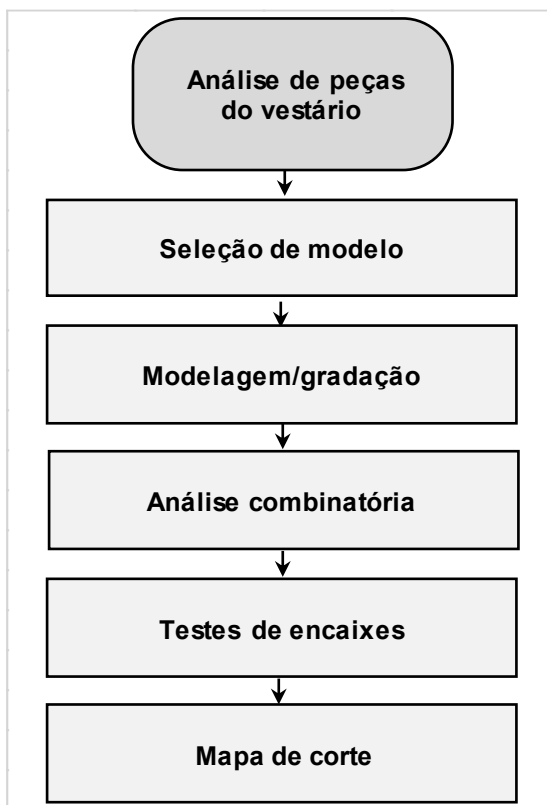 Análise de peças
do vestário
Seleção de modelo
Modelagem/gradação
Análise combinatória
Testes de encaixes
Mapa de corte